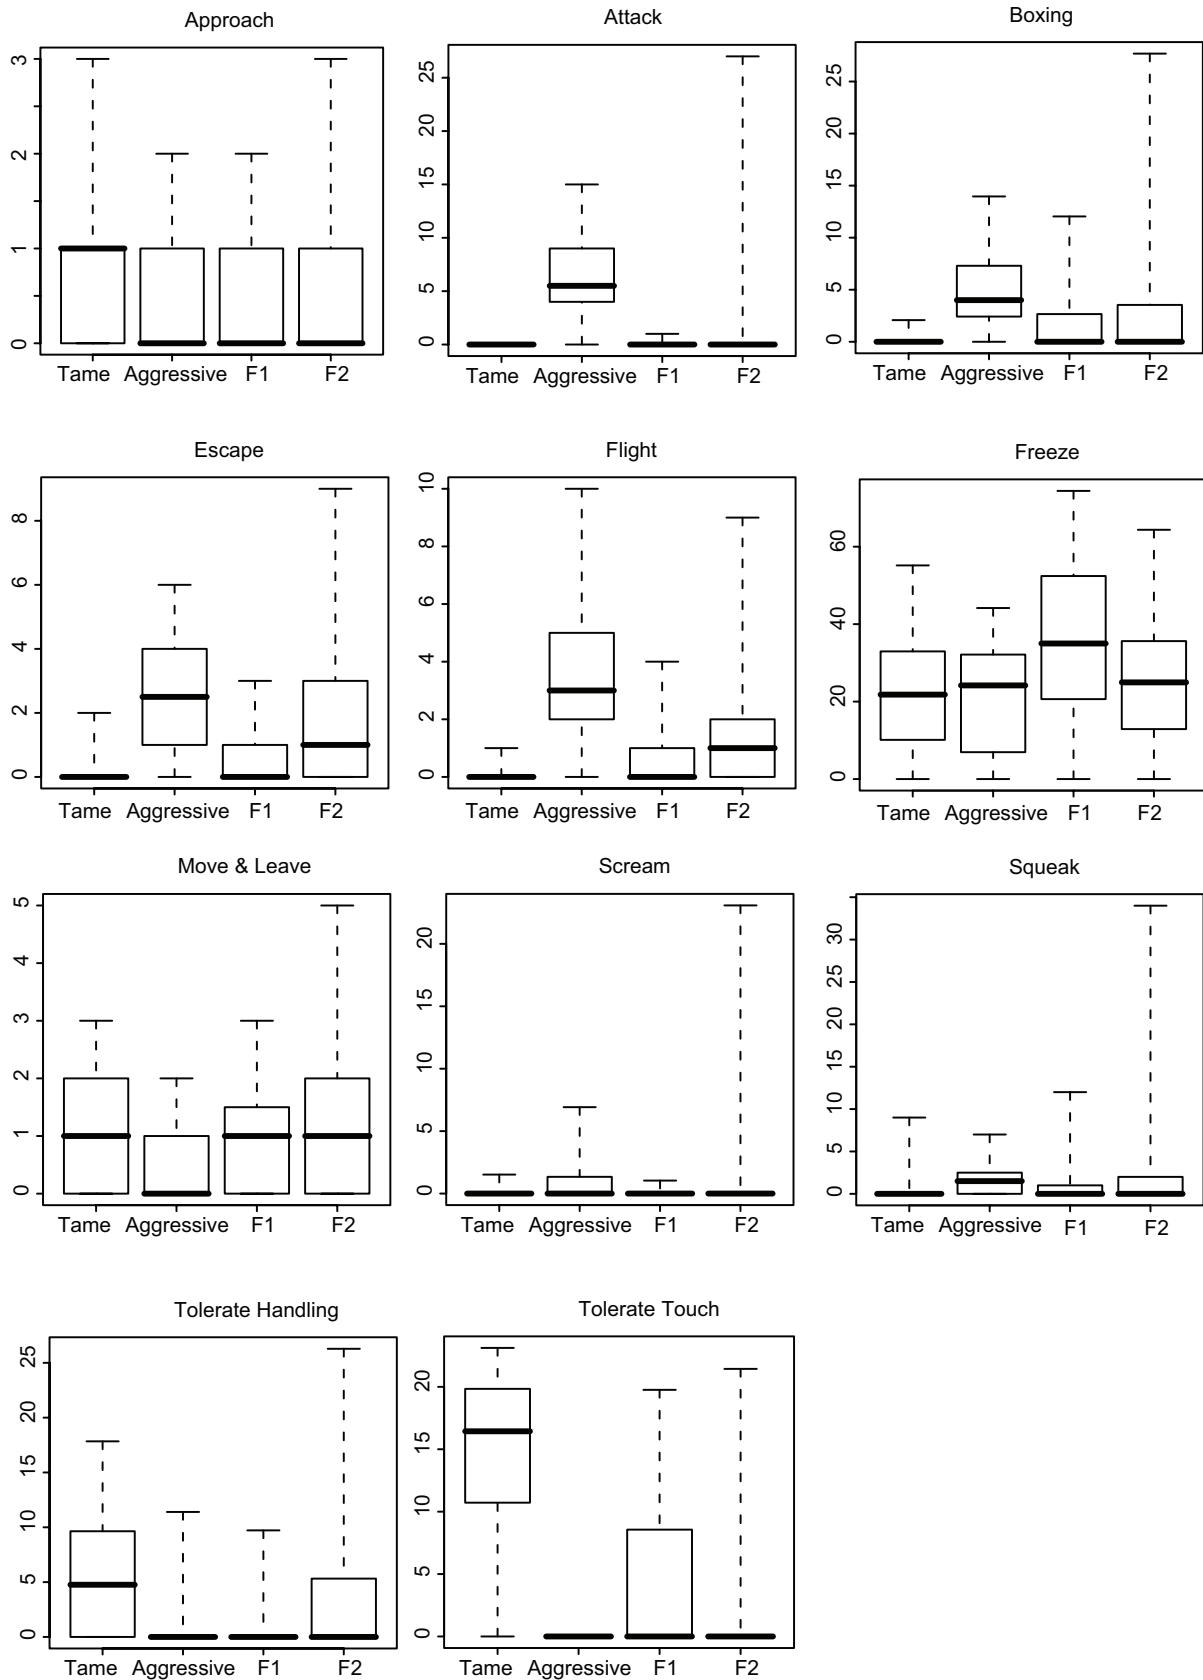 Approach
Attack
Boxing
3
2
1
0
Tame Aggressive F1 F2
25
20
15
10
5
0
Tame Aggressive F1 F2
25
20
15
10
5
0
Tame Aggressive F1 F2
Escape
Flight
Freeze
8
6
4
2
0
Tame Aggressive F1 F2
10
8
6
4
2
0
Tame Aggressive F1 F2
60
40
20
0
Tame Aggressive F1 F2
Move & Leave
Scream
Squeak
5
4
3
2
1
0
Tame Aggressive F1 F2
20
15
10
5
0
Tame Aggressive F1 F2
30
25
20
15
10
5
0
Tame Aggressive F1 F2
Tolerate Handling
Tolerate Touch
25
20
15
10
5
0
Tame Aggressive F1 F2
20
15
10
5
0
Tame Aggressive F1 F2